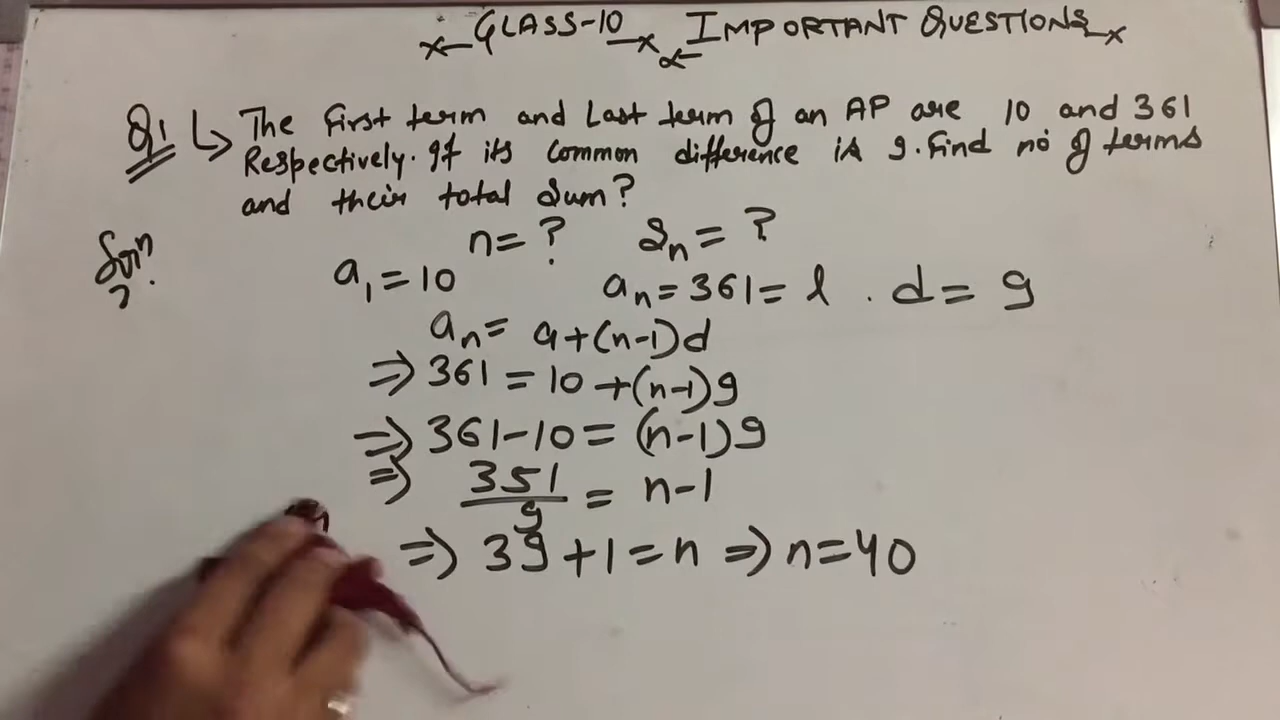 CLASS-10 IMPORTANT QUESTIONS
Q1 ↳ The first term and Last term of an AP are 10 and 361
Respectively. If its common difference is 9. Find no of terms
and their total Sum?
n = ? Sn = ?
Soln a₁ = 10 aₙ = 361 = l . d = 9
aₙ = a+(n-1)d
⇒ 361 = 10 +(n-1)9
⇒ 361-10 = (n-1)9
⇒ 351/9 = n-1
⇒ 39 +1 = n ⇒ n=40